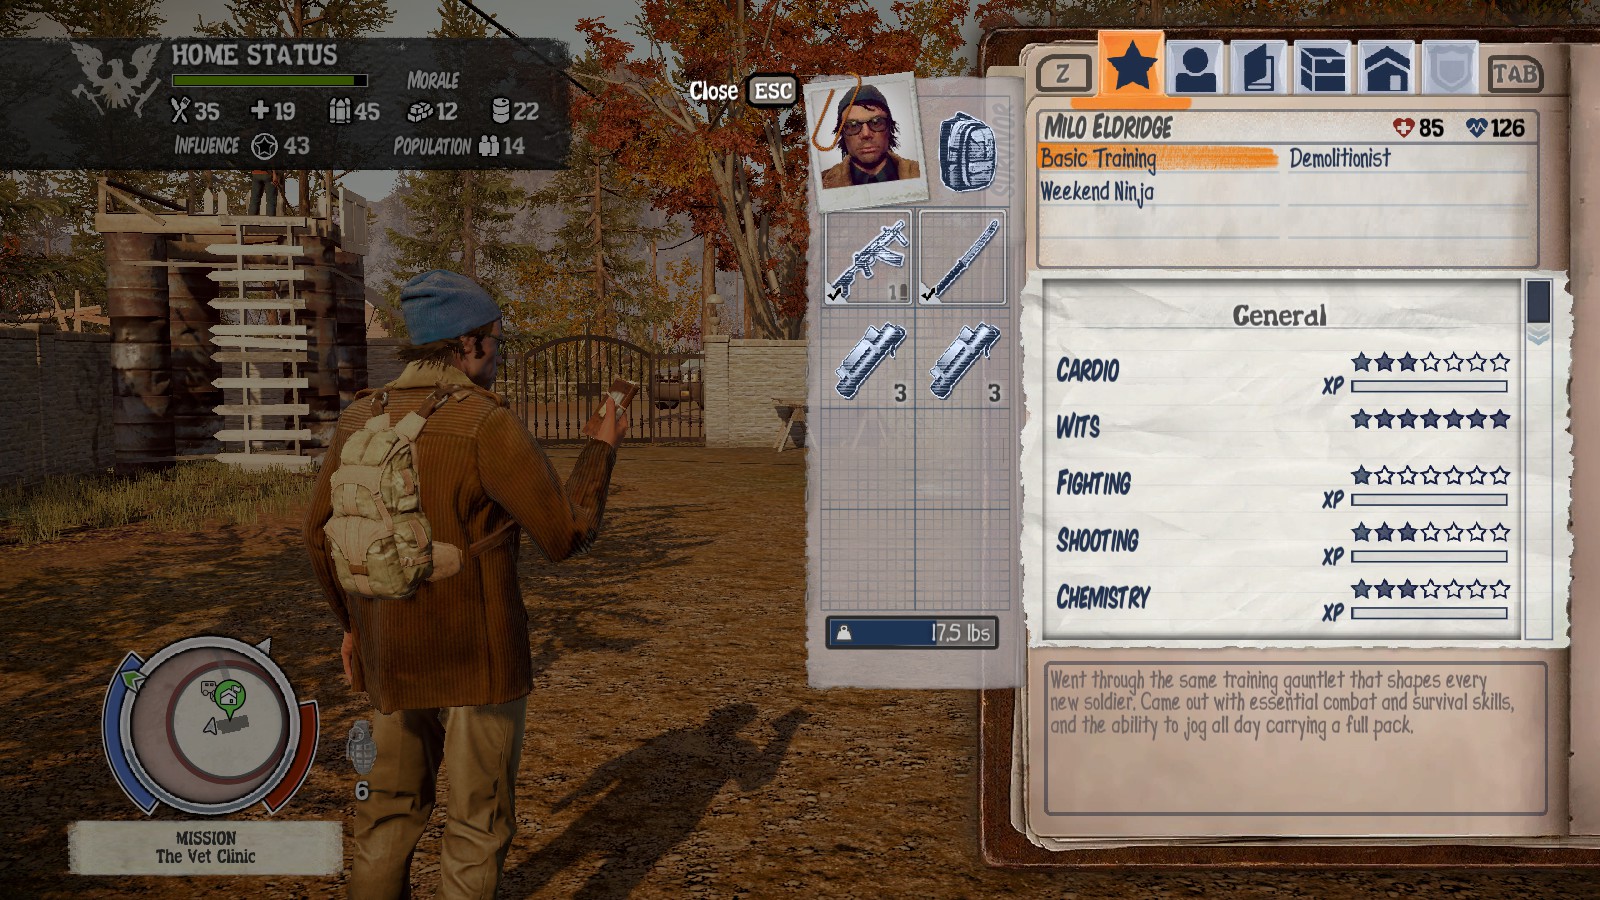 HOME STATUS
MORALE
35 19 45 12 22
INFLUENCE 43 POPULATION 14
Close ESC
SENIOR
1
3 3
17.5 lbs
Z TAB
MILO ELDRIDGE 85 126
Basic Training Demolitionist
Weekend Ninja
General
CARDIO
XP
WITS
FIGHTING
XP
SHOOTING
XP
CHEMISTRY
XP
Went through the same training gauntlet that shapes every
new soldier. Came out with essential combat and survival skills,
and the ability to jog all day carrying a full pack.
6
MISSION
The Vet Clinic